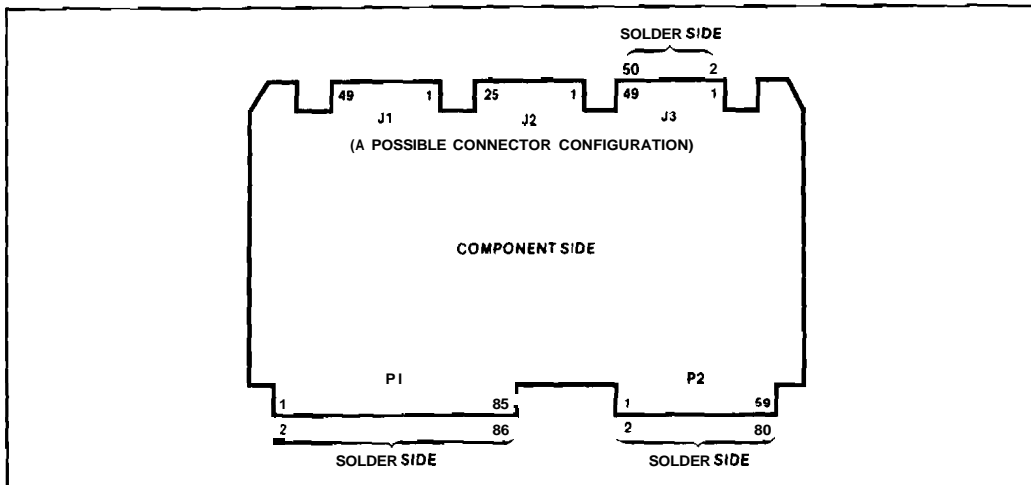 SOLDER SIDE
50 2
49 1 25 1 49 1
J1 J2 J3
(A POSSIBLE CONNECTOR CONFIGURATION)
COMPONENT SIDE
P1 P2
1 85 1 59
2 86 2 80
SOLDER SIDE SOLDER SIDE